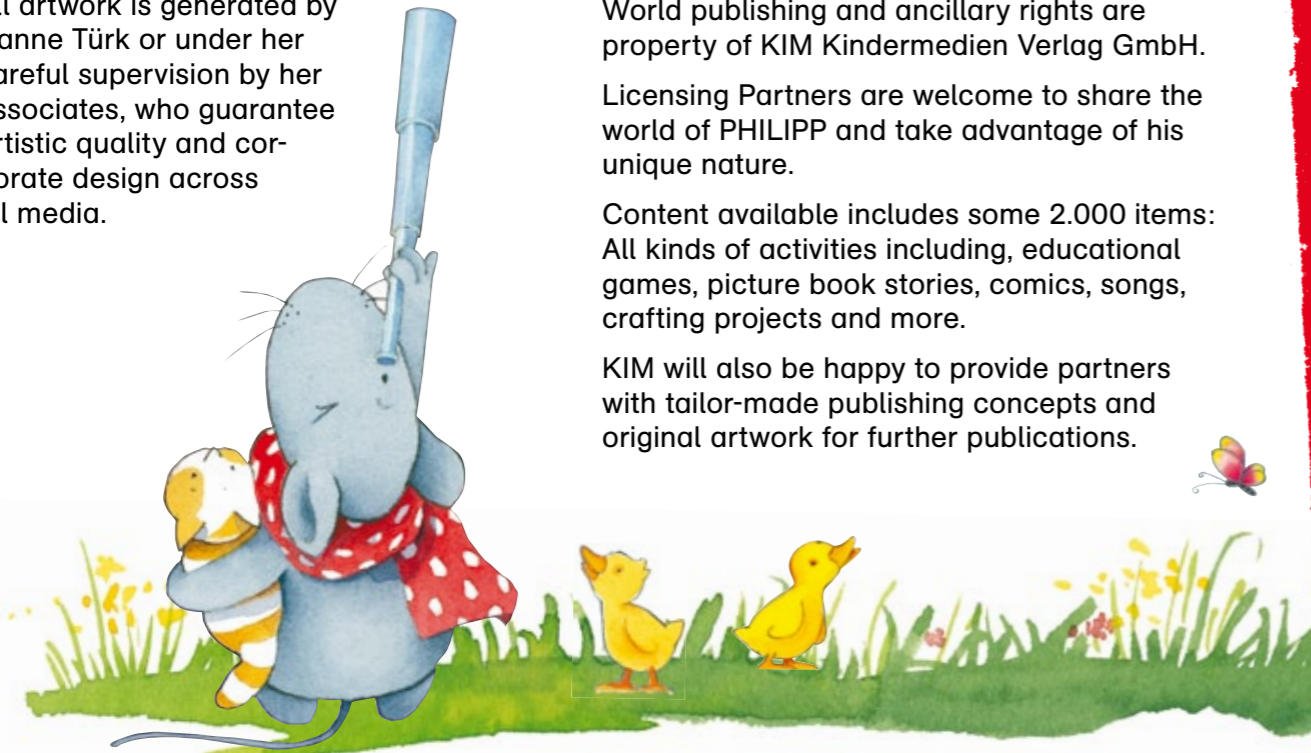 ll artwork is generated by
anne Türk or under her
areful supervision by her
ssociates, who guarantee
rtistic quality and cor-
orate design across
l media.
World publishing and ancillary rights are
property of KIM Kindermedien Verlag GmbH.
Licensing Partners are welcome to share the
world of PHILIPP and take advantage of his
unique nature.
Content available includes some 2.000 items:
All kinds of activities including, educational
games, picture book stories, comics, songs,
crafting projects and more.
KIM will also be happy to provide partners
with tailor-made publishing concepts and
original artwork for further publications.